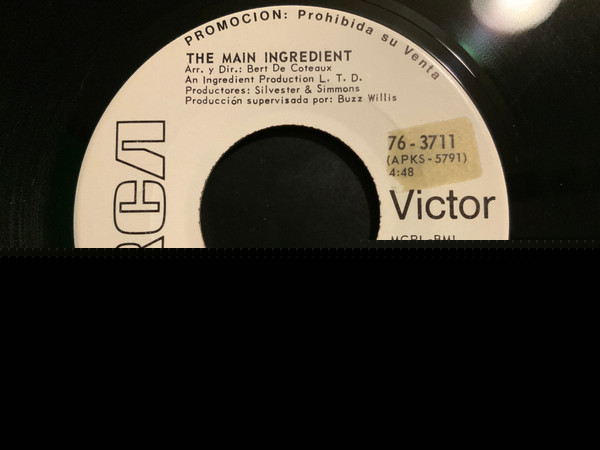 PROMOCION: Prohibida su Venta
THE MAIN INGREDIENT
Arr. y Dir.: Bert De Coteaux
An Ingredient Production L. T. D.
Productores: Silvester & Simmons
Producción supervisada por: Buzz Willis
76-3711
(APKS-5791)
4:48
RCA
Victor